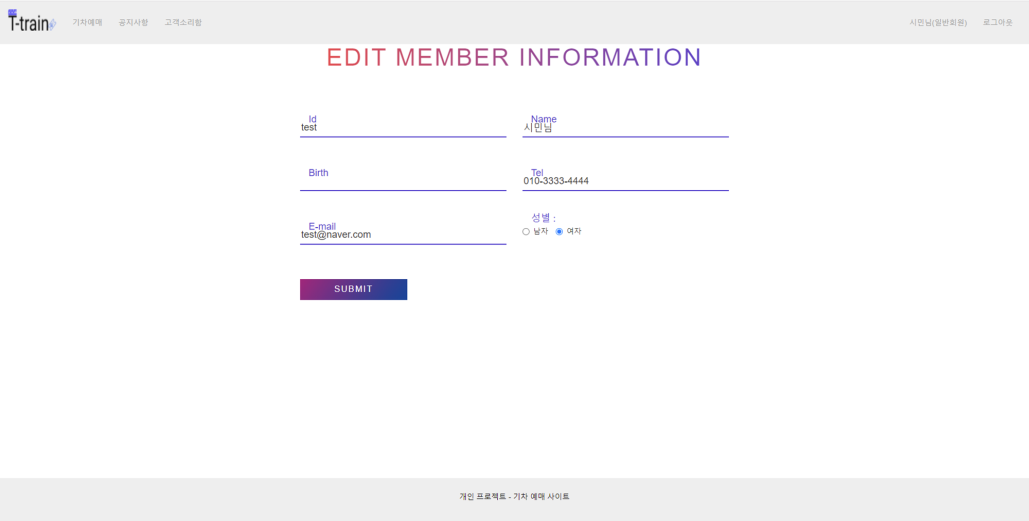 T-train 기차예매 공지사항 고객소리함 시민님(일반회원) 로그아웃
EDIT MEMBER INFORMATION
Id Name
test 시민님
Birth Tel
010-3333-4444
성별 :
E-mail 남자 여자
test@naver.com
SUBMIT
개인 프로젝트 - 기차 예매 사이트